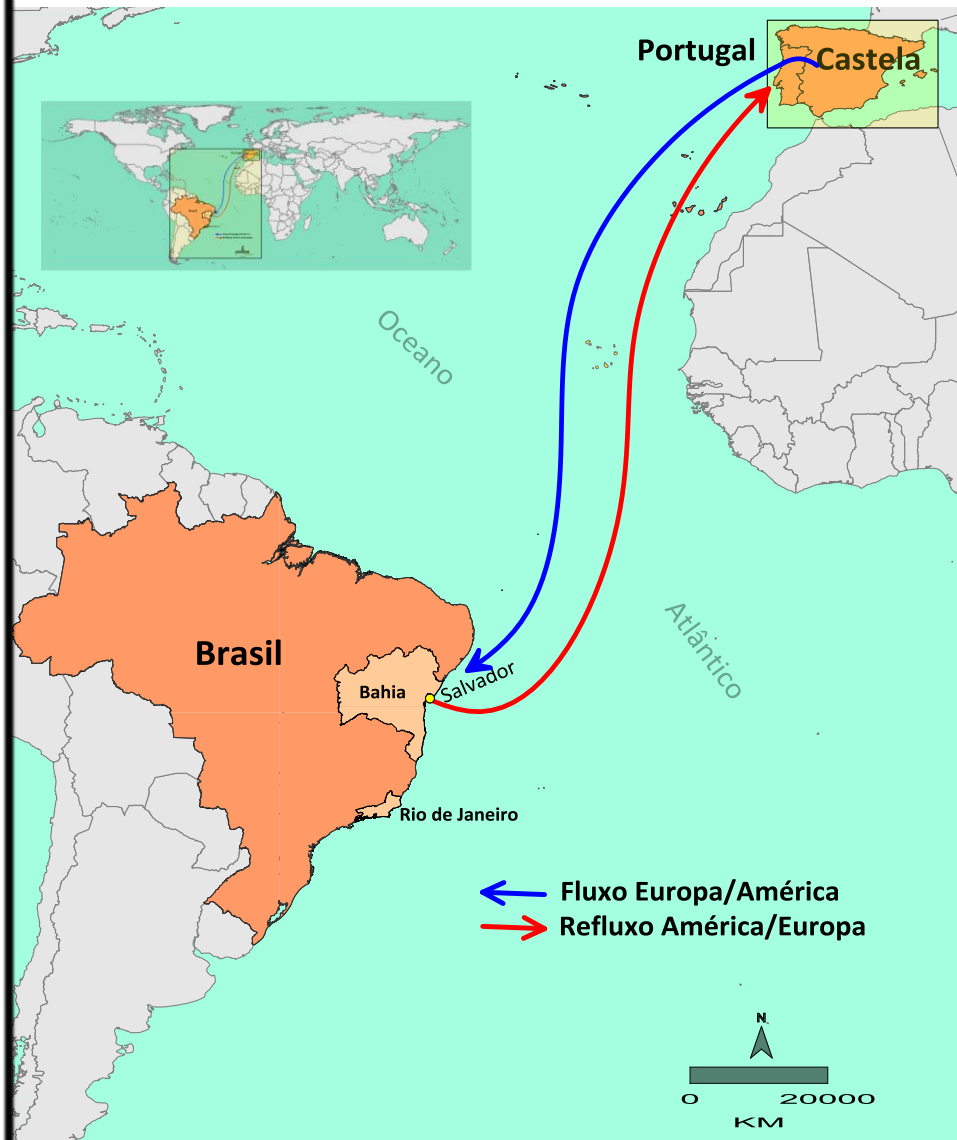 Portugal
Castela
Oceano
Atlântico
Brasil
Bahia
Salvador
Rio de Janeiro
Fluxo Europa/América
Refluxo América/Europa
N
0 20000
KM